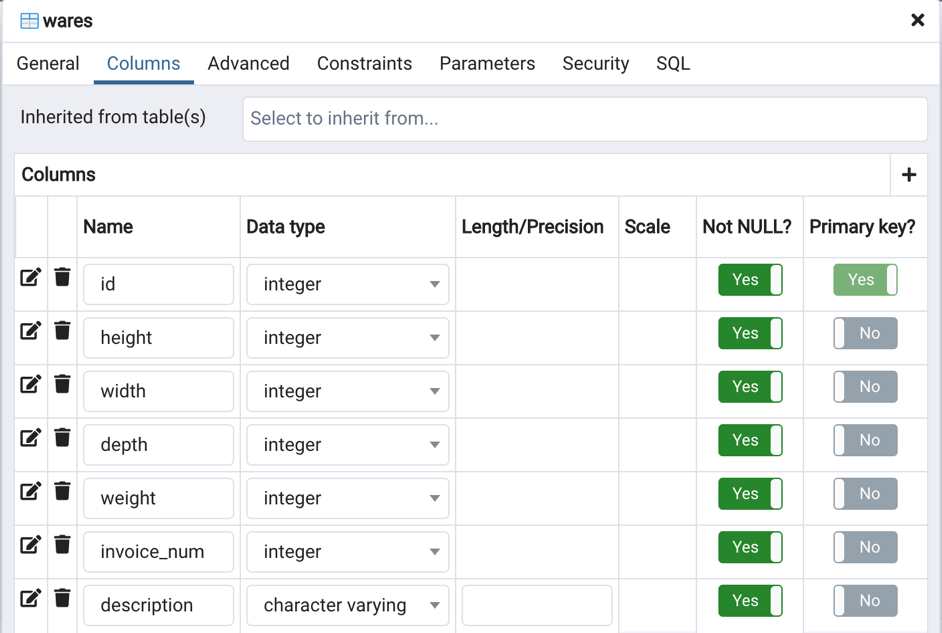 wares
General Columns Advanced Constraints Parameters Security SQL
Inherited from table(s) Select to inherit from...
Columns
Name Data type Length/Precision Scale Not NULL? Primary key?
id integer Yes Yes
height integer Yes No
width integer Yes No
depth integer Yes No
weight integer Yes No
invoice_num integer Yes No
description character varying Yes No